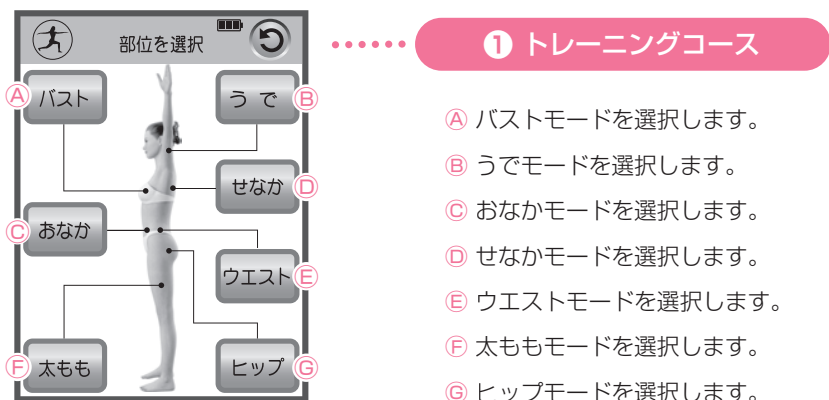 部位を選択
Ⓐ バスト
うで Ⓑ
せなか Ⓓ
Ⓒ おなか
ウエスト Ⓔ
Ⓕ 太もも
ヒップ Ⓖ
❶ トレーニングコース
Ⓐ バストモードを選択します。
Ⓑ うでモードを選択します。
Ⓒ おなかモードを選択します。
Ⓓ せなかモードを選択します。
Ⓔ ウエストモードを選択します。
Ⓕ 太ももモードを選択します。
Ⓖ ヒップモードを選択します。